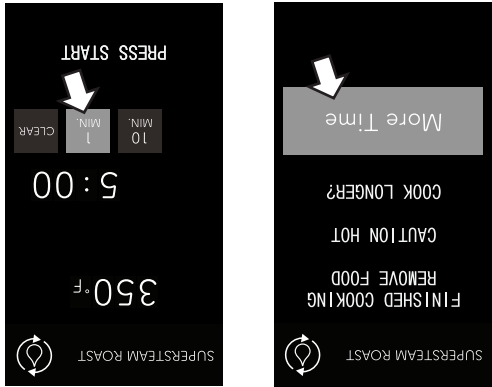 SUPERSTEAM ROAST
FINISHED COOKING
REMOVE FOOD
CAUTION HOT
COOK LONGER?
More Time
SUPERSTEAM ROAST
350°F
5:00
10 MIN.
1 MIN.
CLEAR
PRESS START